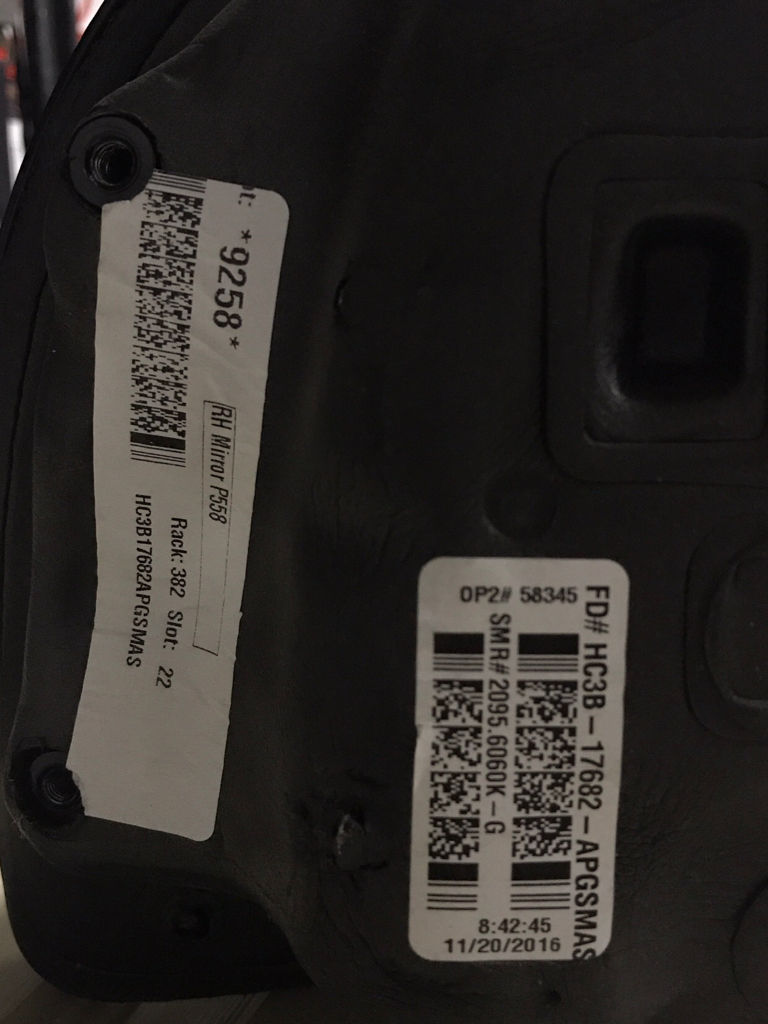 t: *9258*
RH Mirror P558
Rack: 382 Slot: 22
HC3B17682APGSMAS
FD# HC3B-17682-APGSMAS
OP2# 58345
SMR# 2095.6060K-G
8:42:45
11/20/2016